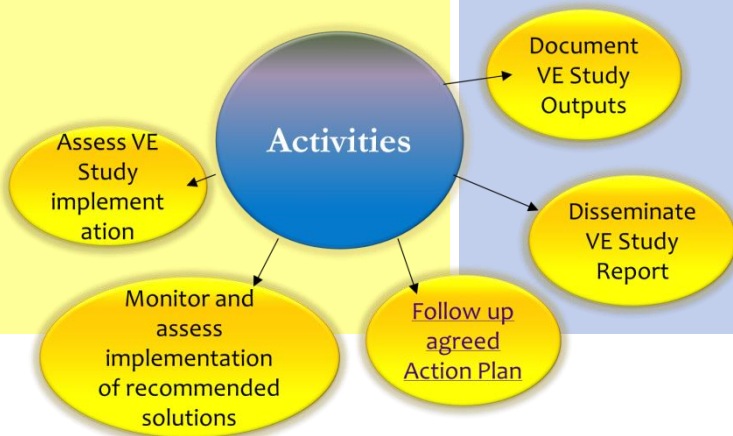 Activities
Document
VE Study
Outputs
Disseminate
VE Study
Report
Follow up
agreed
Action Plan
Monitor and
assess
implementation
of recommended
solutions
Assess VE
Study
implement
ation